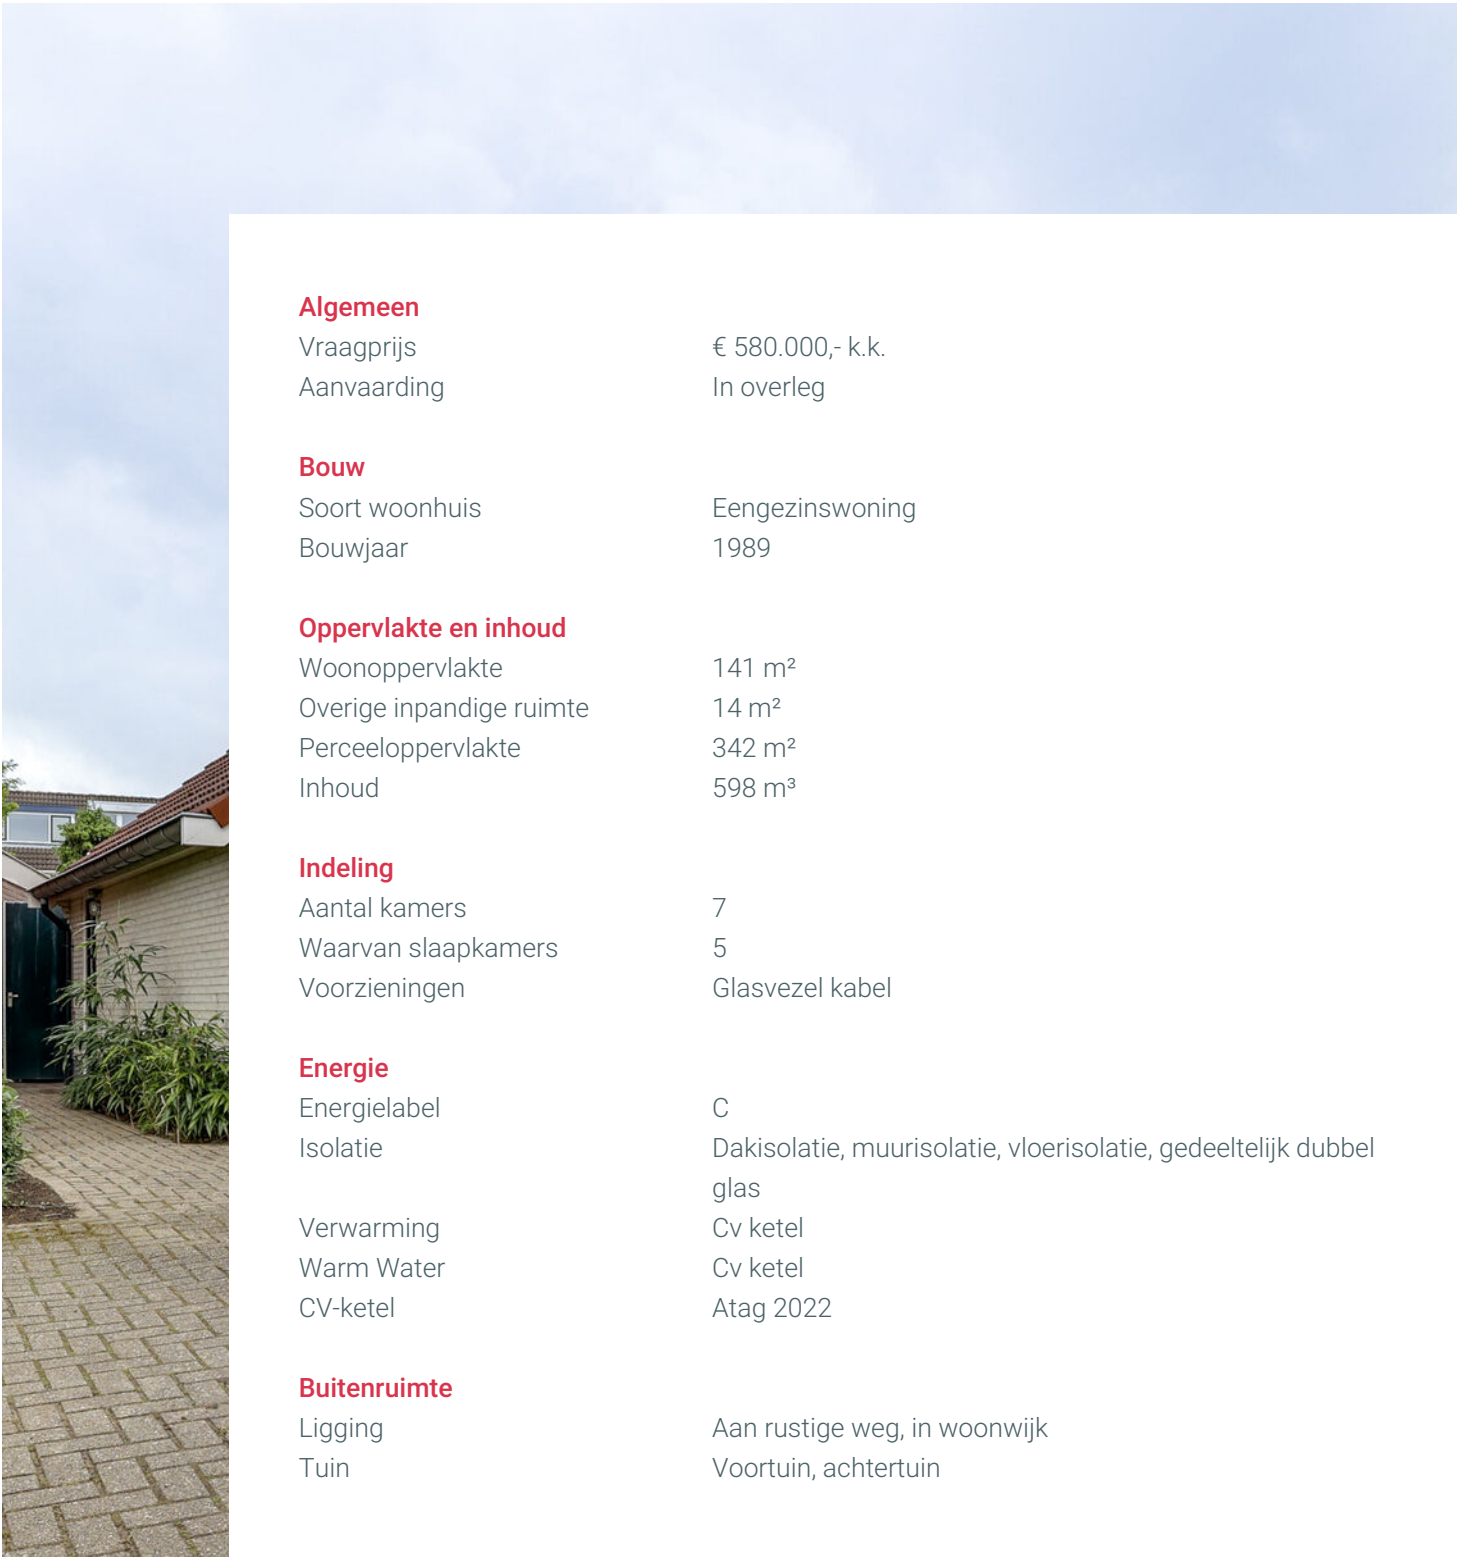 Algemeen
Vraagprijs € 580.000,- k.k.
Aanvaarding In overleg
Bouw
Soort woonhuis Eengezinswoning
Bouwjaar 1989
Oppervlakte en inhoud
Woonoppervlakte 141 m²
Overige inpandige ruimte 14 m²
Perceeloppervlakte 342 m²
Inhoud 598 m³
Indeling
Aantal kamers 7
Waarvan slaapkamers 5
Voorzieningen Glasvezel kabel
Energie
Energielabel C
Isolatie Dakisolatie, muurisolatie, vloerisolatie, gedeeltelijk dubbel
glas
Verwarming Cv ketel
Warm Water Cv ketel
CV-ketel Atag 2022
Buitenruimte
Ligging Aan rustige weg, in woonwijk
Tuin Voortuin, achtertuin